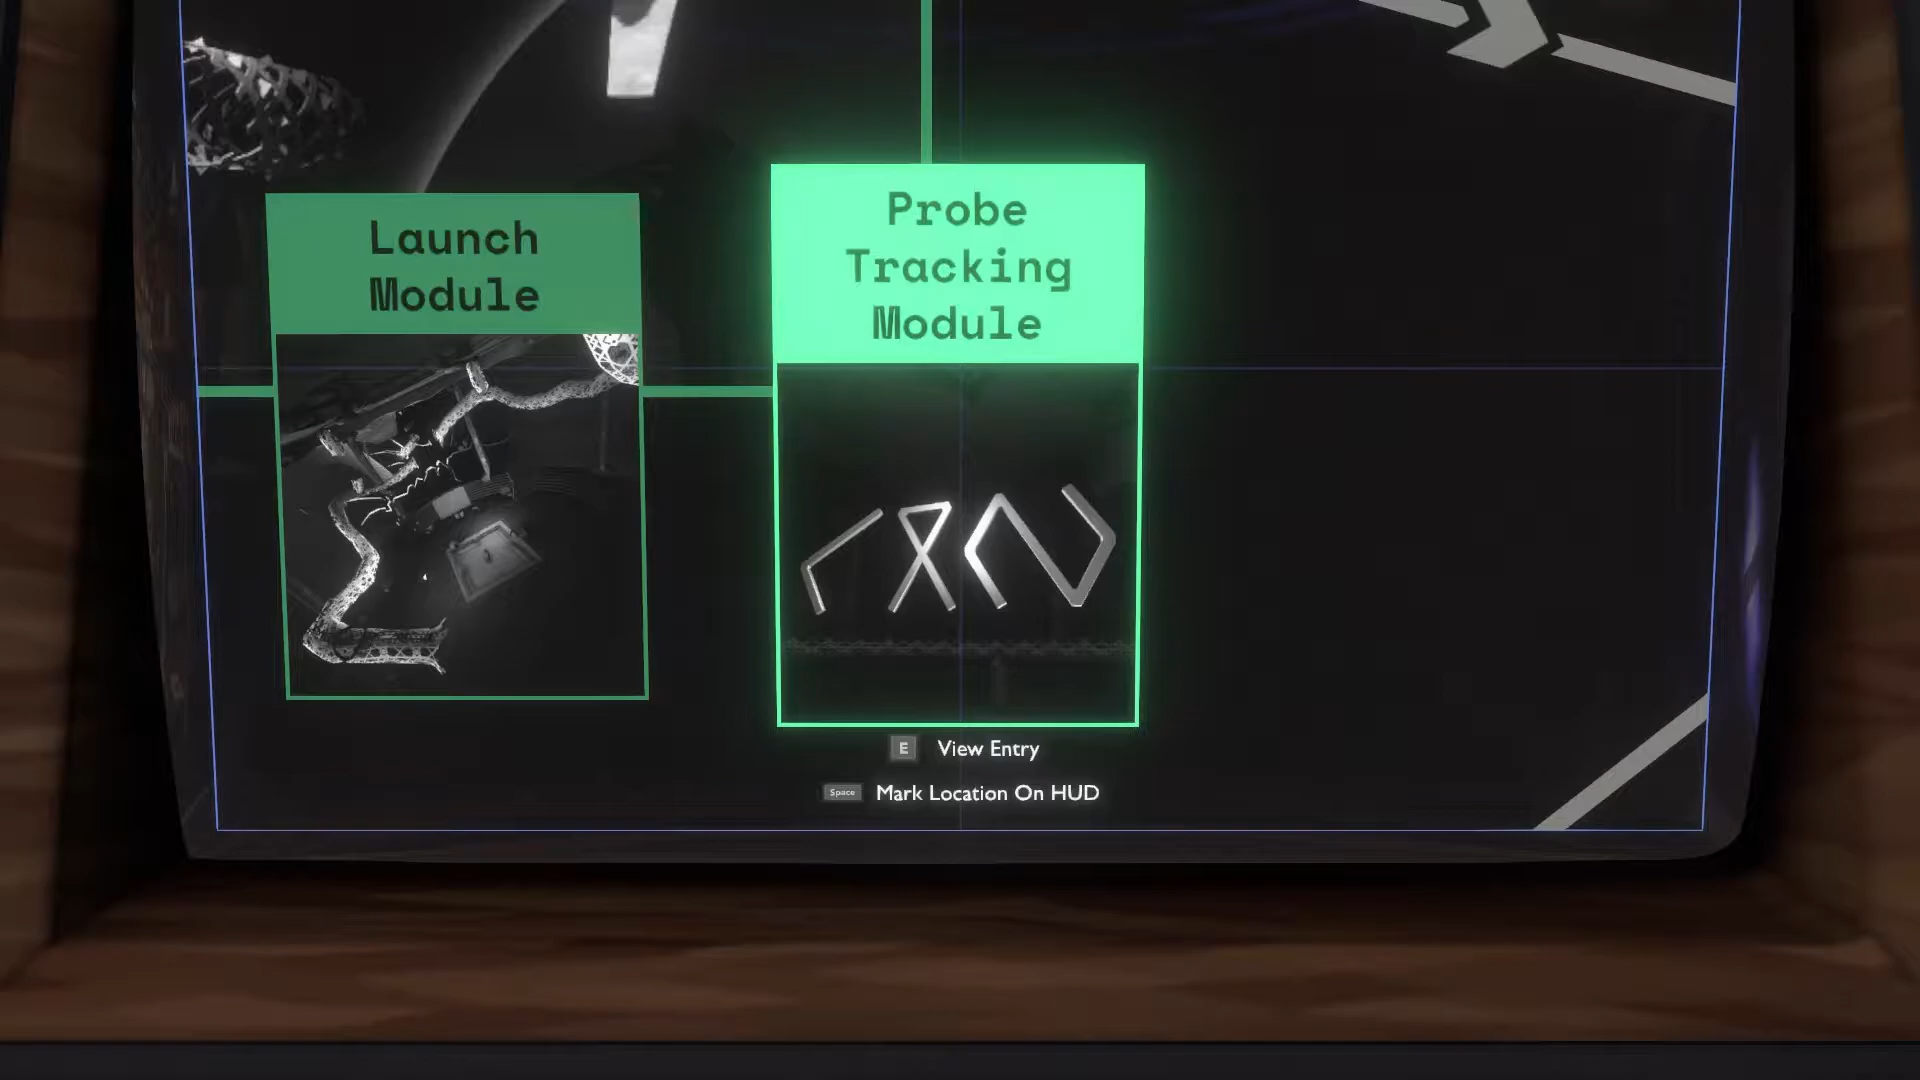 Launch
Module
Probe
Tracking
Module
E View Entry
Space Mark Location On HUD